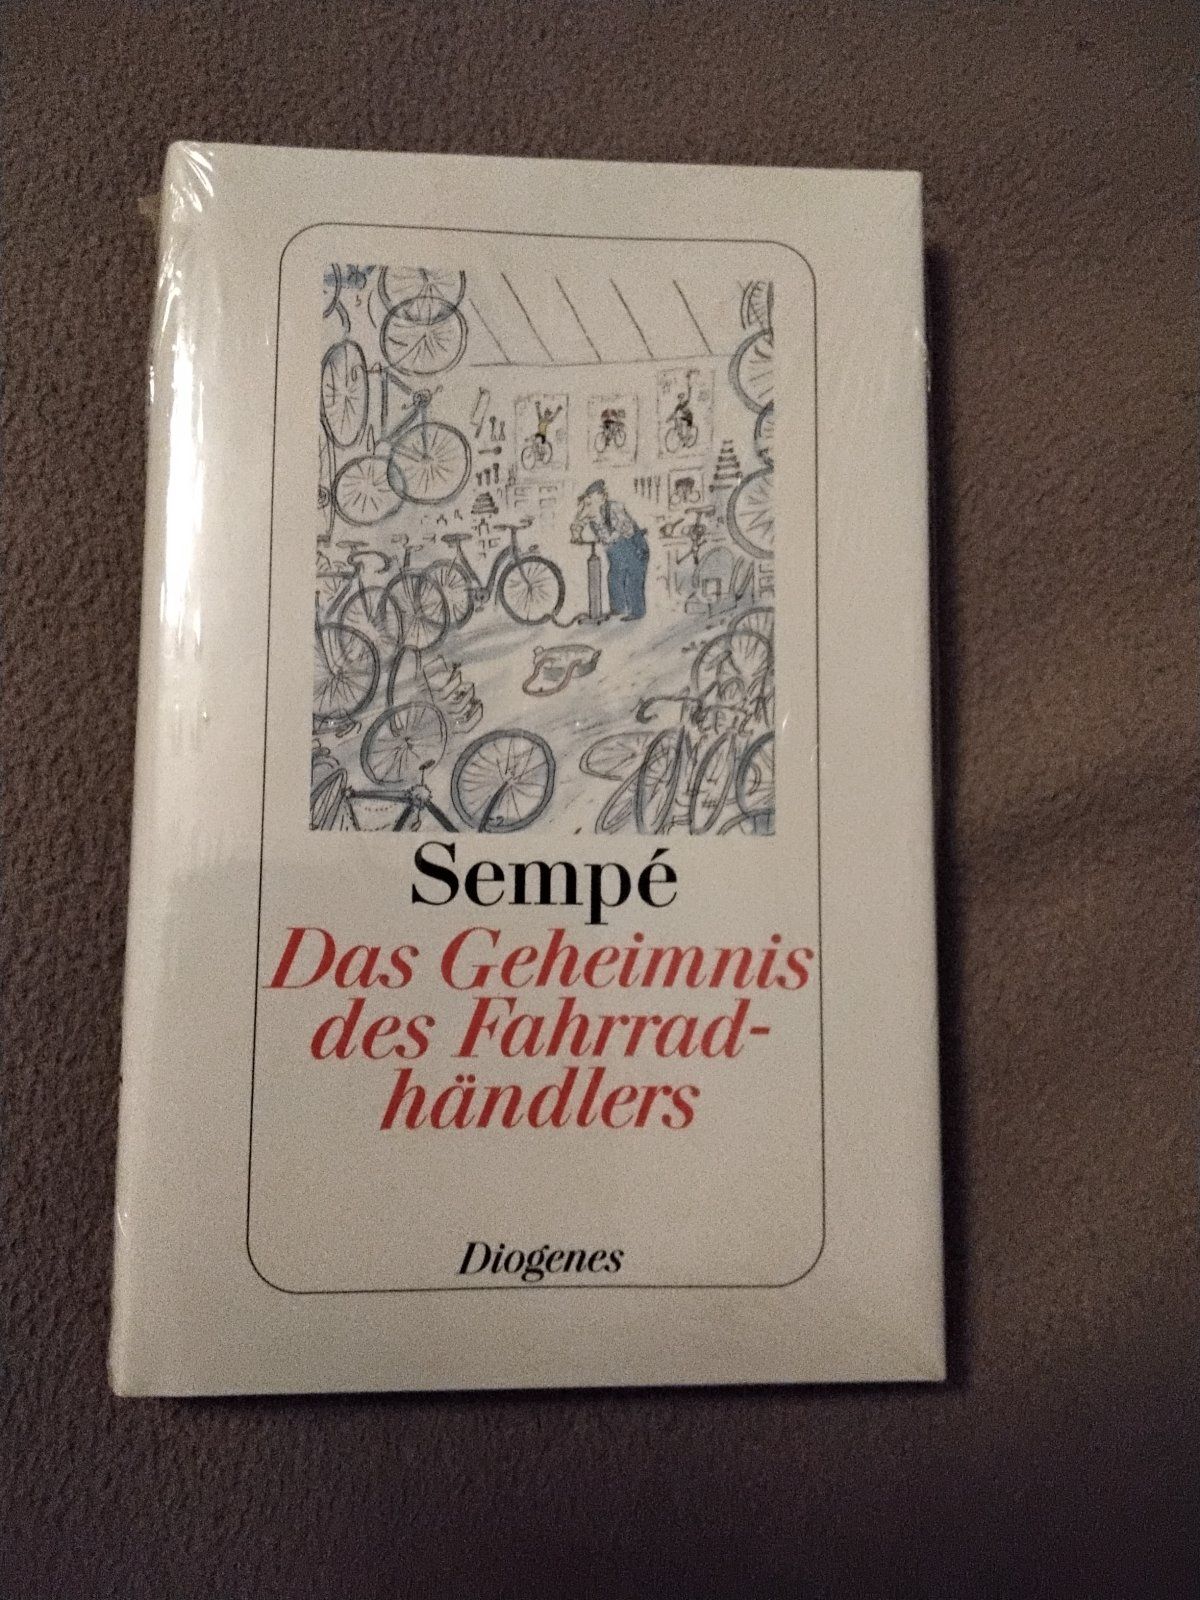 Sempé
Das Geheimnis
des Fahrrad-
händlers
Diogenes